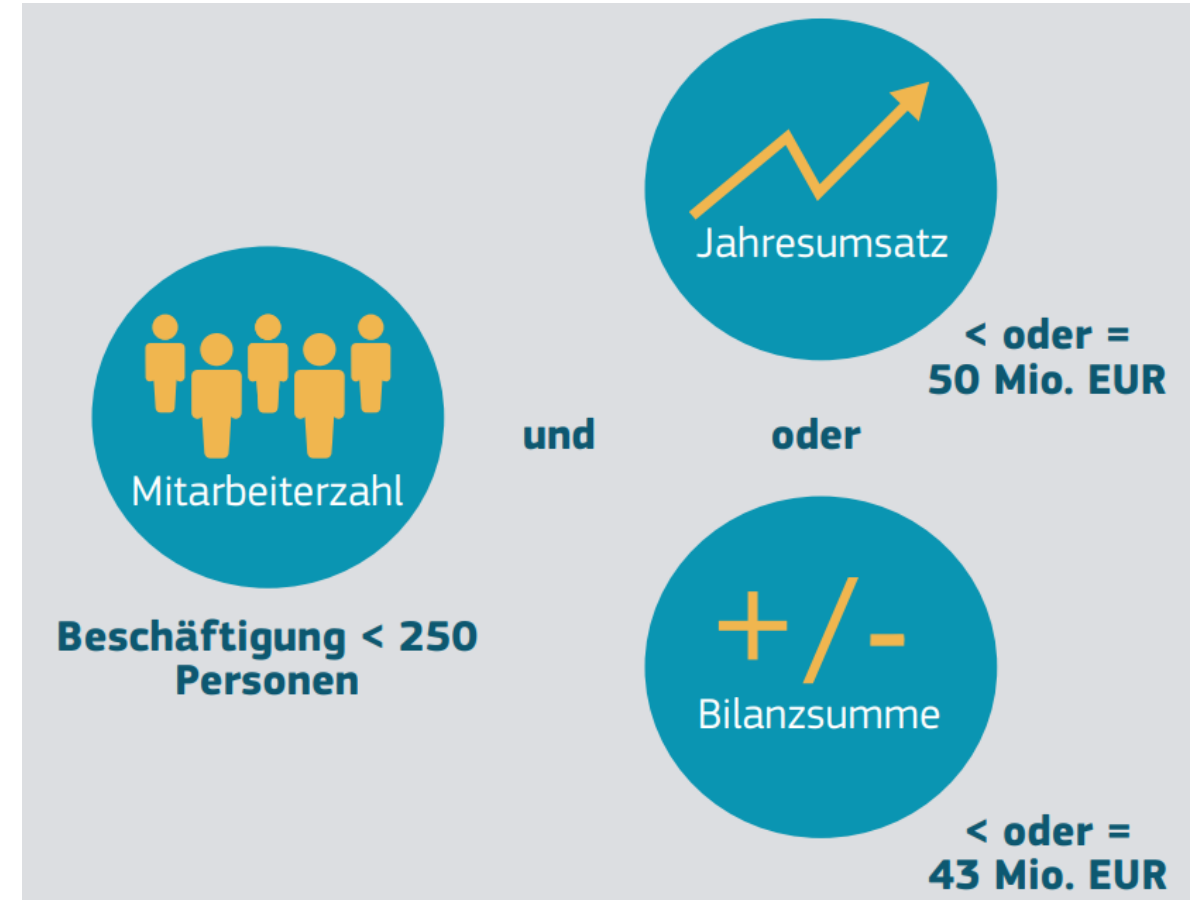 Jahresumsatz
< oder =
50 Mio. EUR
Mitarbeiterzahl
und
oder
Beschäftigung < 250
Personen
+/-
Bilanzsumme
< oder =
43 Mio. EUR